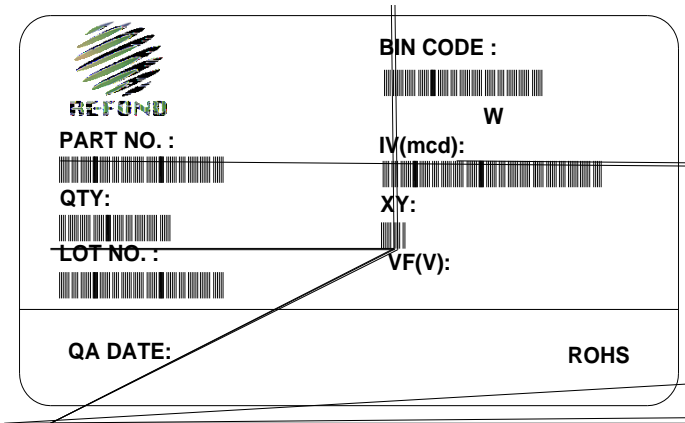 REFOND
BIN CODE :
W
PART NO. :
IV(mcd):
QTY:
XY:
LOT NO. :
VF(V):
QA DATE:
ROHS